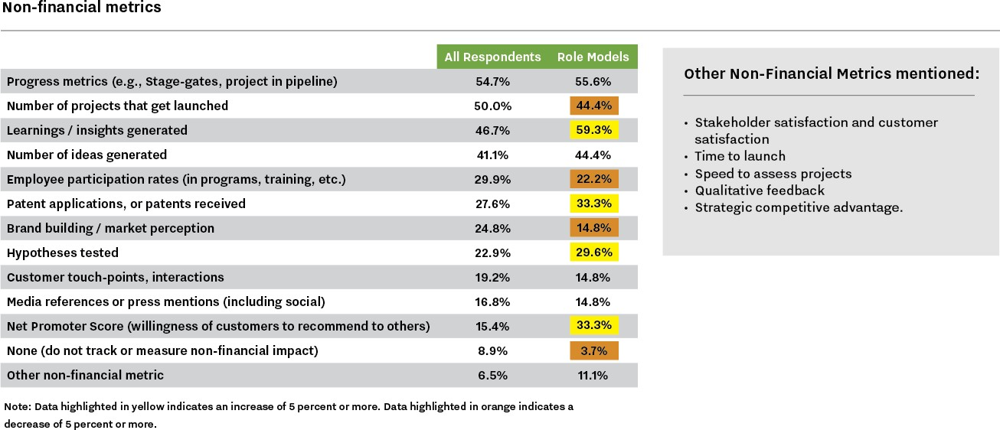 Non-financial metrics
All Respondents Role Models
Progress metrics (e.g., Stage-gates, project in pipeline) 54.7% 55.6%
Number of projects that get launched 50.0% 44.4%
Learnings / insights generated 46.7% 59.3%
Number of ideas generated 41.1% 44.4%
Employee participation rates (in programs, training, etc.) 29.9% 22.2%
Patent applications, or patents received 27.6% 33.3%
Brand building / market perception 24.8% 14.8%
Hypotheses tested 22.9% 29.6%
Customer touch-points, interactions 19.2% 14.8%
Media references or press mentions (including social) 16.8% 14.8%
Net Promoter Score (willingness of customers to recommend to others) 15.4% 33.3%
None (do not track or measure non-financial impact) 8.9% 3.7%
Other non-financial metric 6.5% 11.1%
Note: Data highlighted in yellow indicates an increase of 5 percent or more. Data highlighted in orange indicates a
decrease of 5 percent or more.
Other Non-Financial Metrics mentioned:
• Stakeholder satisfaction and customer
satisfaction
• Time to launch
• Speed to assess projects
• Qualitative feedback
• Strategic competitive advantage.